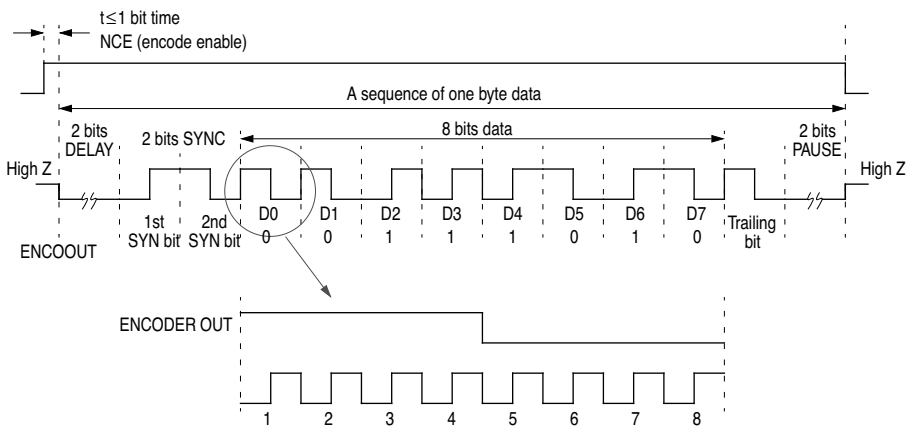 t≤1 bit time
NCE (encode enable)
A sequence of one byte data
2 bits
DELAY
2 bits SYNC
8 bits data
2 bits
PAUSE
High Z
High Z
1st
SYN bit
2nd
SYN bit
D0
0
D1
0
D2
1
D3
1
D4
1
D5
0
D6
1
D7
0
Trailing
bit
ENCOOUT
ENCODER OUT
1 2 3 4 5 6 7 8